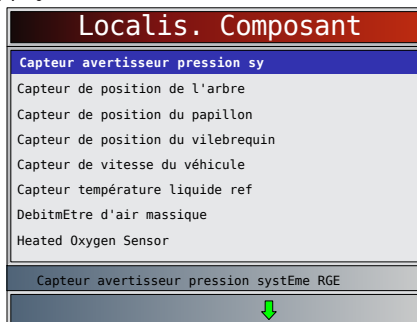 Localis. Composant
Capteur avertisseur pression sy
Capteur de position de l'arbre
Capteur de position du papillon
Capteur de position du vilebrequin
Capteur de vitesse du véhicule
Capteur température liquide ref
DebitmEtre d'air massique
Heated Oxygen Sensor
Capteur avertisseur pression systEme RGE